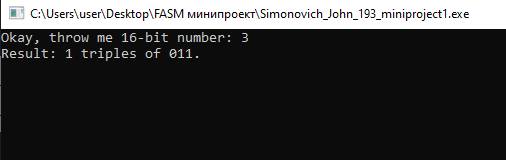 C:\Users\user\Desktop\FASM минипроект\Simonovich_John_193_miniproject1.exe
Okay, throw me 16-bit number: 3
Result: 1 triples of 011.